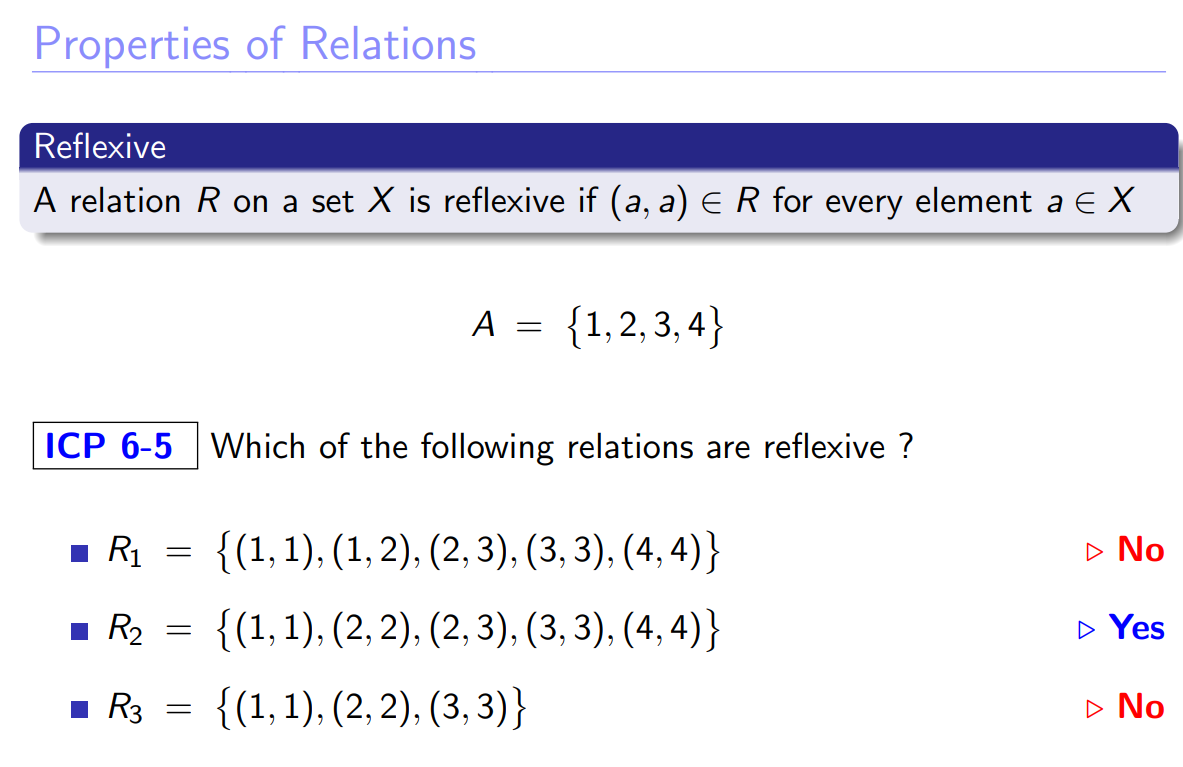 Properties of Relations
Reflexive
A relation R on a set X is reflexive if (a, a) ∈ R for every element a ∈ X
A = {1, 2, 3, 4}
ICP 6-5 Which of the following relations are reflexive ?
■ R₁ = {(1, 1), (1, 2), (2, 3), (3, 3), (4, 4)} ▷ No
■ R₂ = {(1, 1), (2, 2), (2, 3), (3, 3), (4, 4)} ▷ Yes
■ R₃ = {(1, 1), (2, 2), (3, 3)} ▷ No